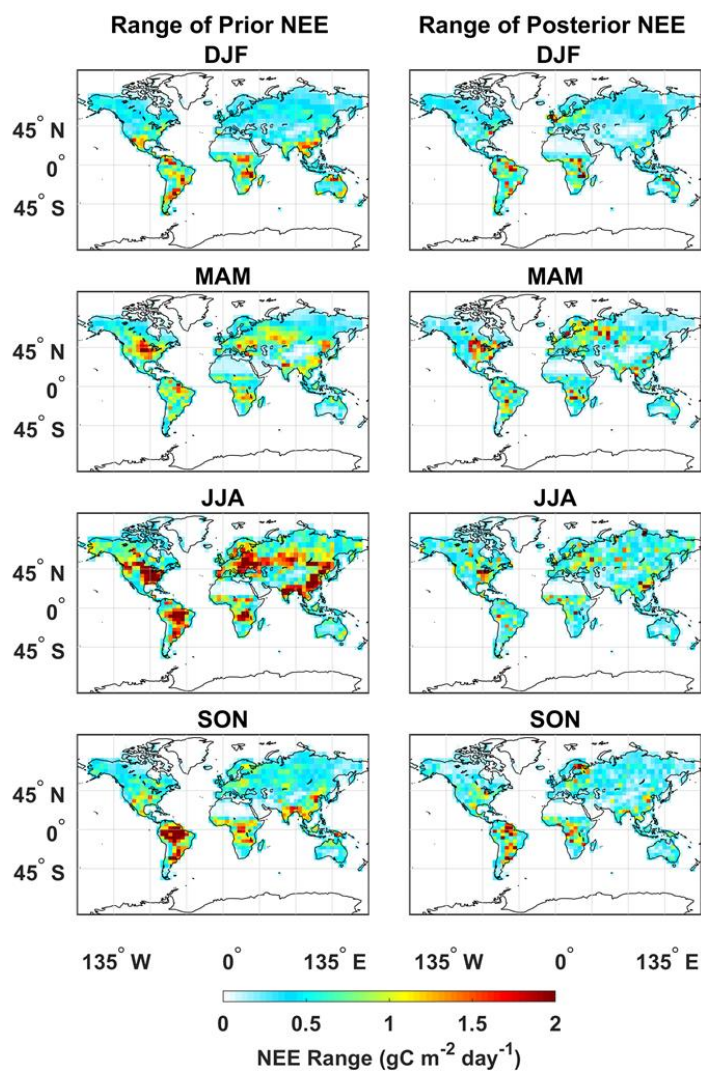 Range of Prior NEE Range of Posterior NEE
DJF DJF
45° N
0°
45° S
MAM MAM
45° N
0°
45° S
JJA JJA
45° N
0°
45° S
SON SON
45° N
0°
45° S
135° W 0° 135° E 135° W 0° 135° E
0 0.5 1 1.5 2
NEE Range (gC m⁻² day⁻¹)